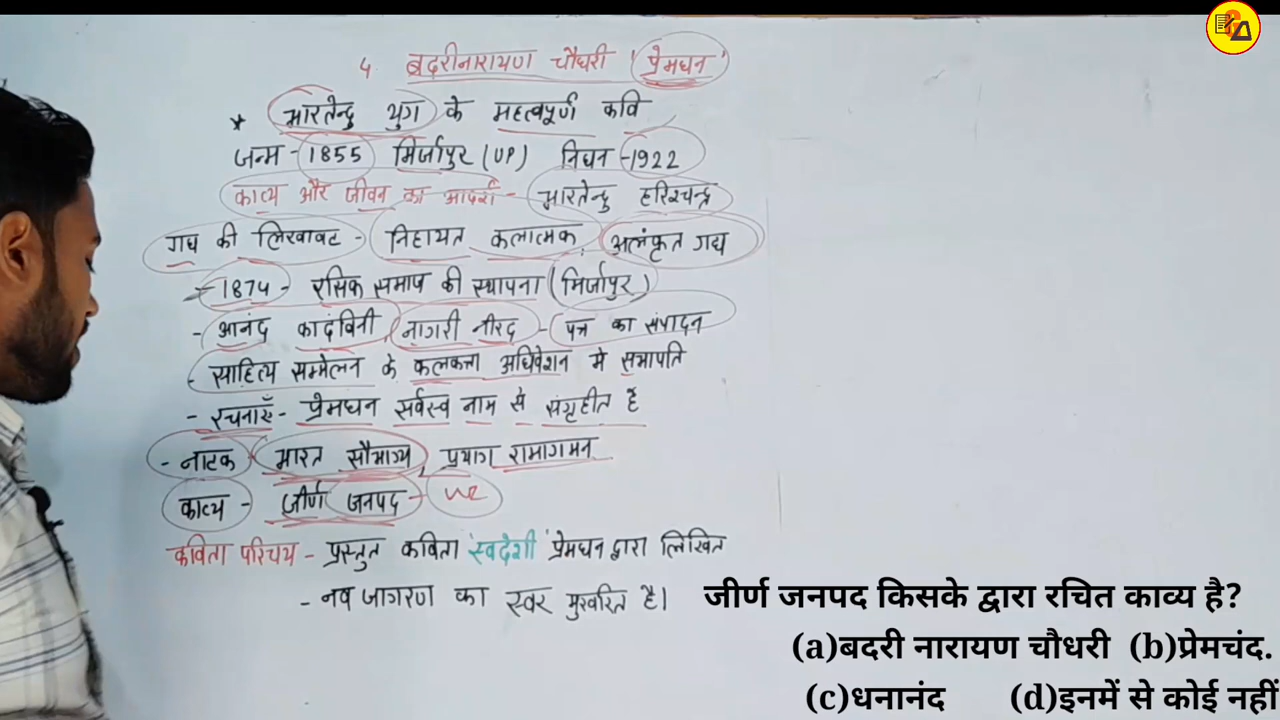 4. बदरीनारायण चौधरी 'प्रेमघन'
* भारतेन्दु युग के महत्वपूर्ण कवि
जन्म - 1855 मिर्जापुर (UP) निधन - 1922
काव्य और जीवन का आदर्श - भारतेन्दु हरिश्चन्द्र
गद्य की लिखावट - निहायत कलात्मक, अलंकृत गद्य
- 1874 - रसिक समाज की स्थापना (मिर्जापुर)
- आनंद कादंबिनी, नागरी नीरद - पत्र का संपादन
- साहित्य सम्मेलन के कलकत्ता अधिवेशन में सभापति
- रचनाएँ - प्रेमघन सर्वस्व नाम से संगृहीत है
- नाटक - भारत सौभाग्य, प्रयाग रामागमन
काव्य - जीर्ण जनपद -
कविता परिचय - प्रस्तुत कविता 'स्वदेशी' प्रेमघन द्वारा लिखित
- नव जागरण का स्वर मुखरित है।
जीर्ण जनपद किसके द्वारा रचित काव्य है?
(a)बदरी नारायण चौधरी (b)प्रेमचंद.
(c)धनानंद (d)इनमें से कोई नहीं